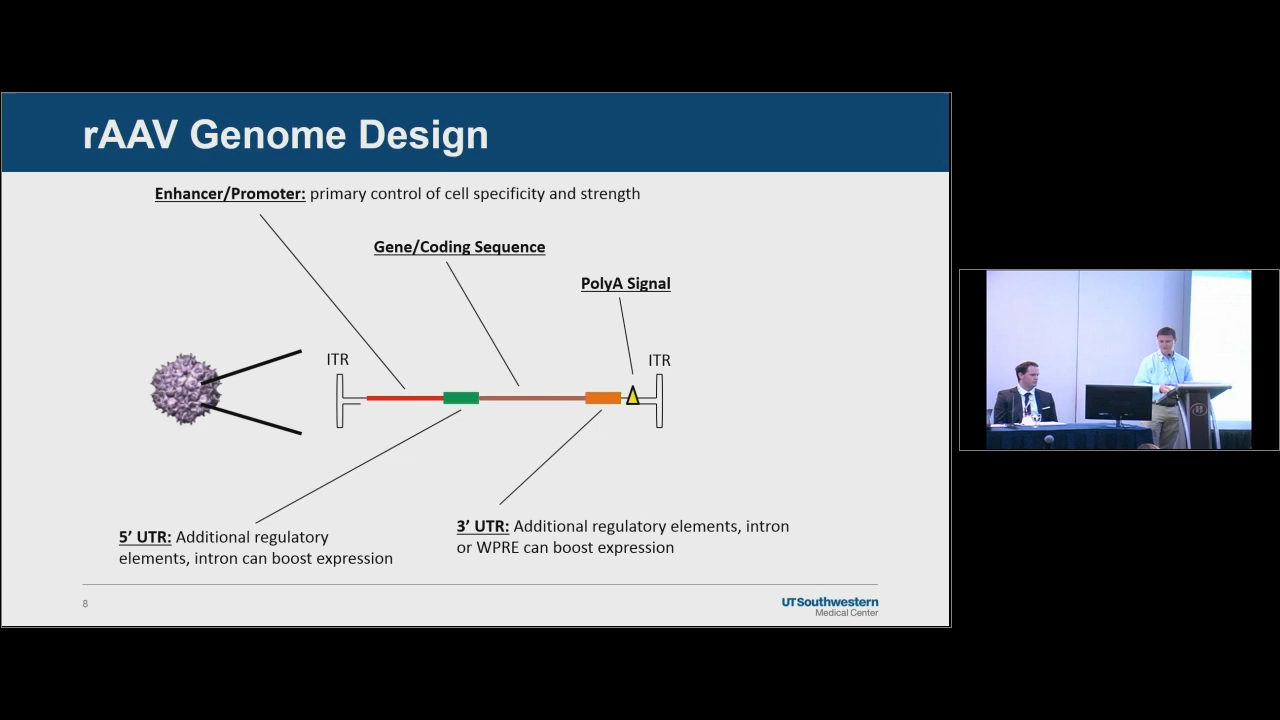 rAAV Genome Design
Enhancer/Promoter: primary control of cell specificity and strength
Gene/Coding Sequence
PolyA Signal
ITR
ITR
5’ UTR: Additional regulatory
elements, intron can boost expression
3’ UTR: Additional regulatory elements, intron
or WPRE can boost expression
8
UTSouthwestern
Medical Center